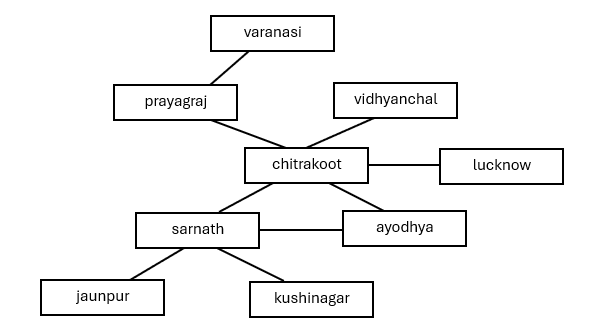 varanasi
prayagraj
vidhyanchal
chitrakoot
lucknow
sarnath
ayodhya
jaunpur
kushinagar